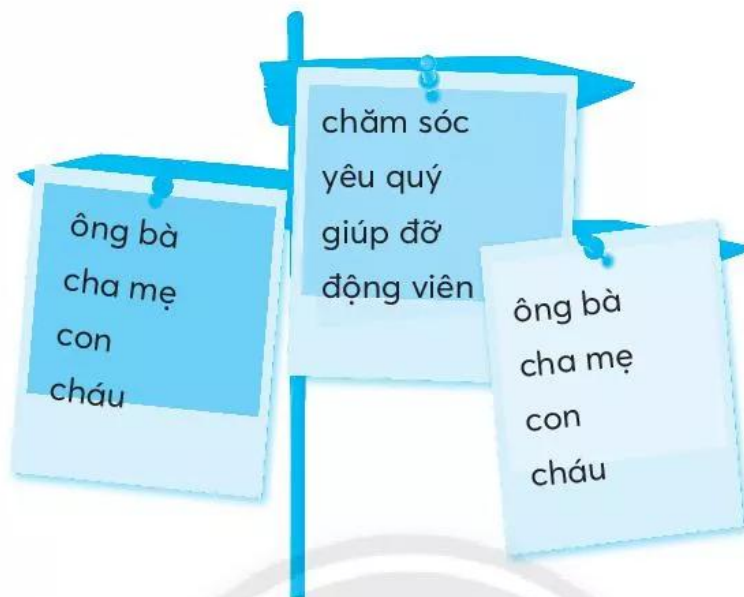 ông bà
cha mẹ
con
cháu
chăm sóc
yêu quý
giúp đỡ
động viên
ông bà
cha mẹ
con
cháu